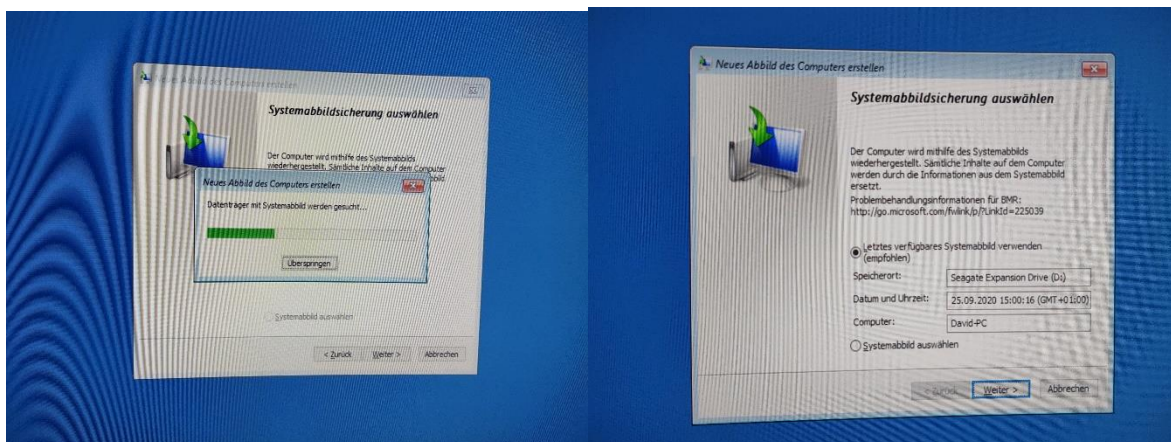 Neues Abbild des Computers erstellen
Systemabbildsicherung auswählen
Der Computer wird mithilfe des Systemabbilds
wiederhergestellt. Sämtliche Inhalte auf dem Computer
Neues Abbild des Computers erstellen
Datenträger mit Systemabbild werden gesucht...
Überspringen
Systemabbild auswählen
< Zurück Weiter > Abbrechen
Neues Abbild des Computers erstellen
Systemabbildsicherung auswählen
Der Computer wird mithilfe des Systemabbilds
wiederhergestellt. Sämtliche Inhalte auf dem Computer
werden durch die Informationen aus dem Systemabbild
ersetzt.
Problembehandlungsinformationen für BMR:
http://go.microsoft.com/fwlink/p/?LinkId=225039
Letztes verfügbares Systemabbild verwenden
(empfohlen)
Speicherort: Seagate Expansion Drive (D:)
Datum und Uhrzeit: 25.09.2020 15:00:16 (GMT+01:00)
Computer: David-PC
Systemabbild auswählen
< Zurück Weiter > Abbrechen